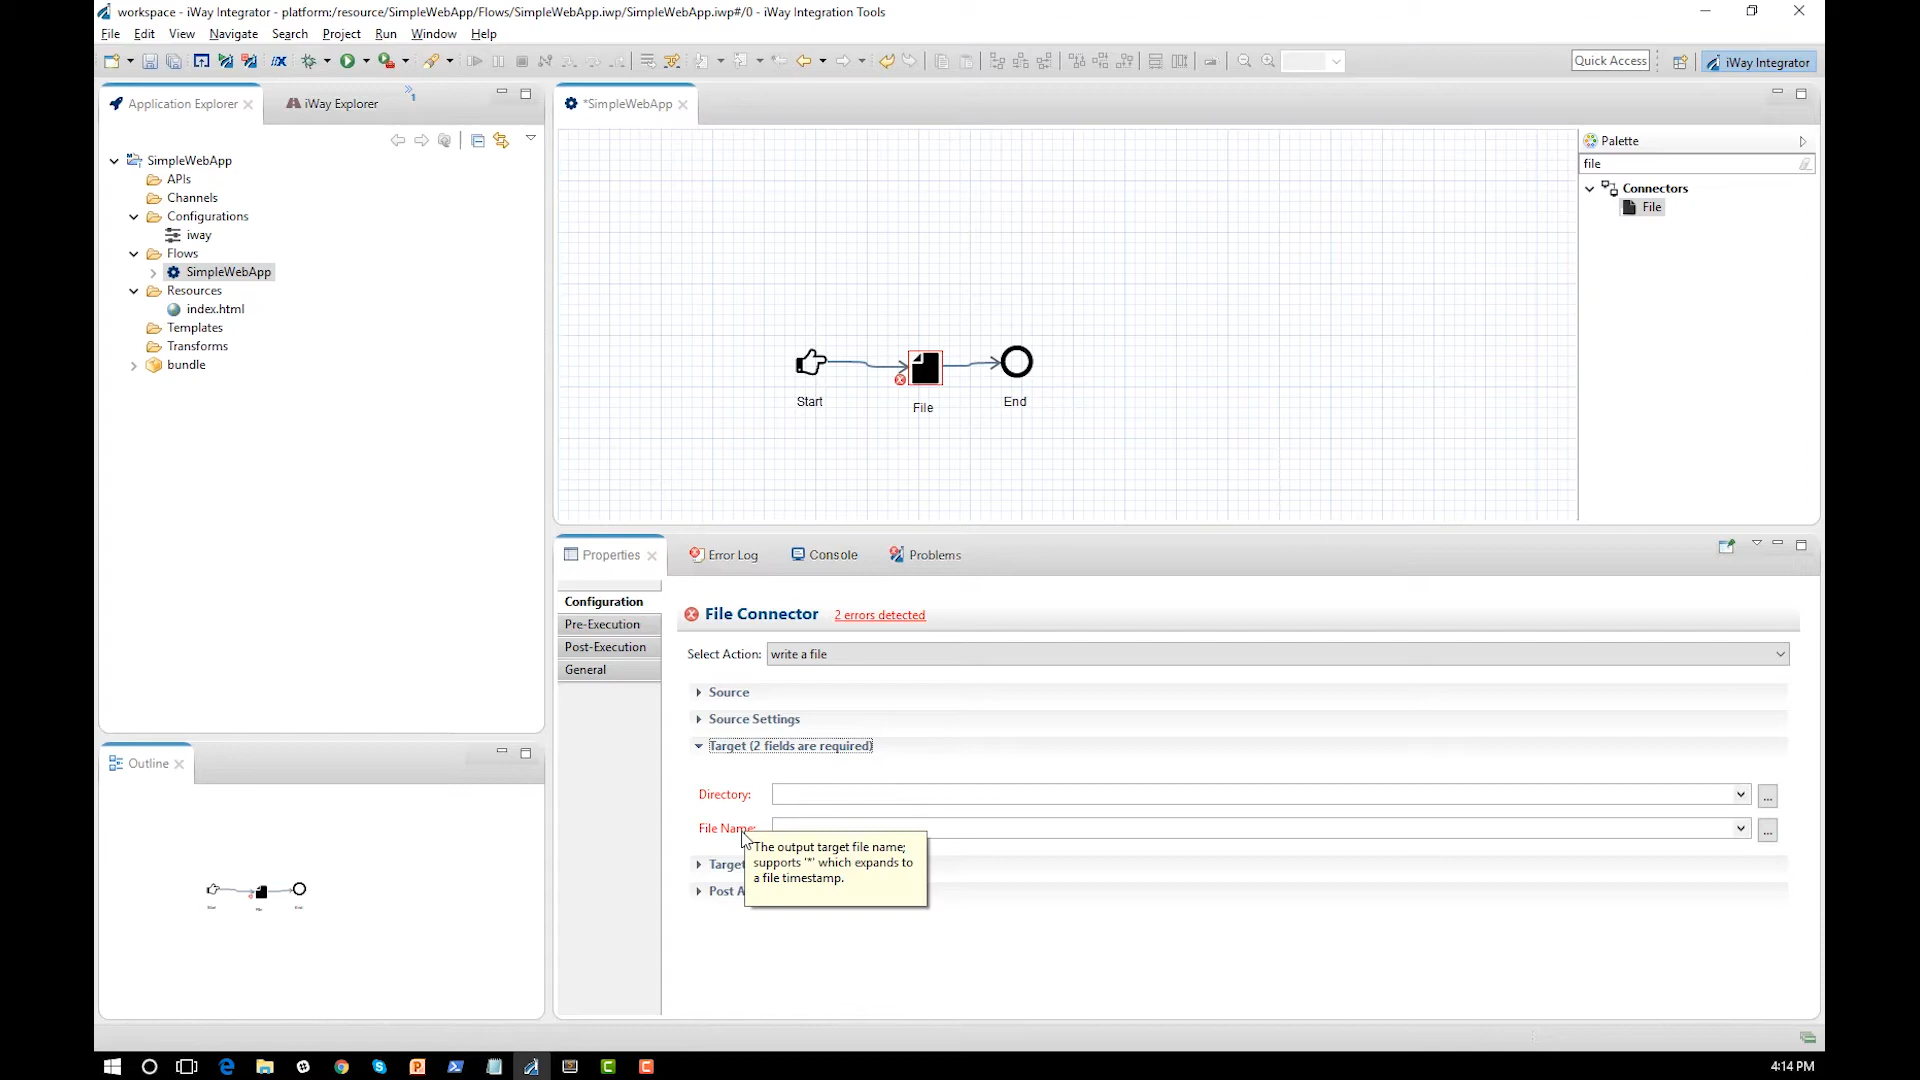 workspace - iWay Integrator - platform:/resource/SimpleWebApp/Flows/SimpleWebApp.iwp/SimpleWebApp.iwp#/0 - iWay Integration Tools
File Edit View Navigate Search Project Run Window Help
Quick Access
iWay Integrator
Application Explorer
iWay Explorer
1
*SimpleWebApp
SimpleWebApp
APIs
Channels
Configurations
iway
Flows
SimpleWebApp
Resources
index.html
Templates
Transforms
bundle
Palette
file
Connectors
File
Start
File
End
Outline
Start
File
End
Properties
Error Log
Console
Problems
Configuration
Pre-Execution
Post-Execution
General
File Connector
2 errors detected
Select Action: write a file
Source
Source Settings
Target (2 fields are required)
Directory:
...
File Name:
...
Target
Post A
The output target file name;
supports '*' which expands to
a file timestamp.
4:14 PM